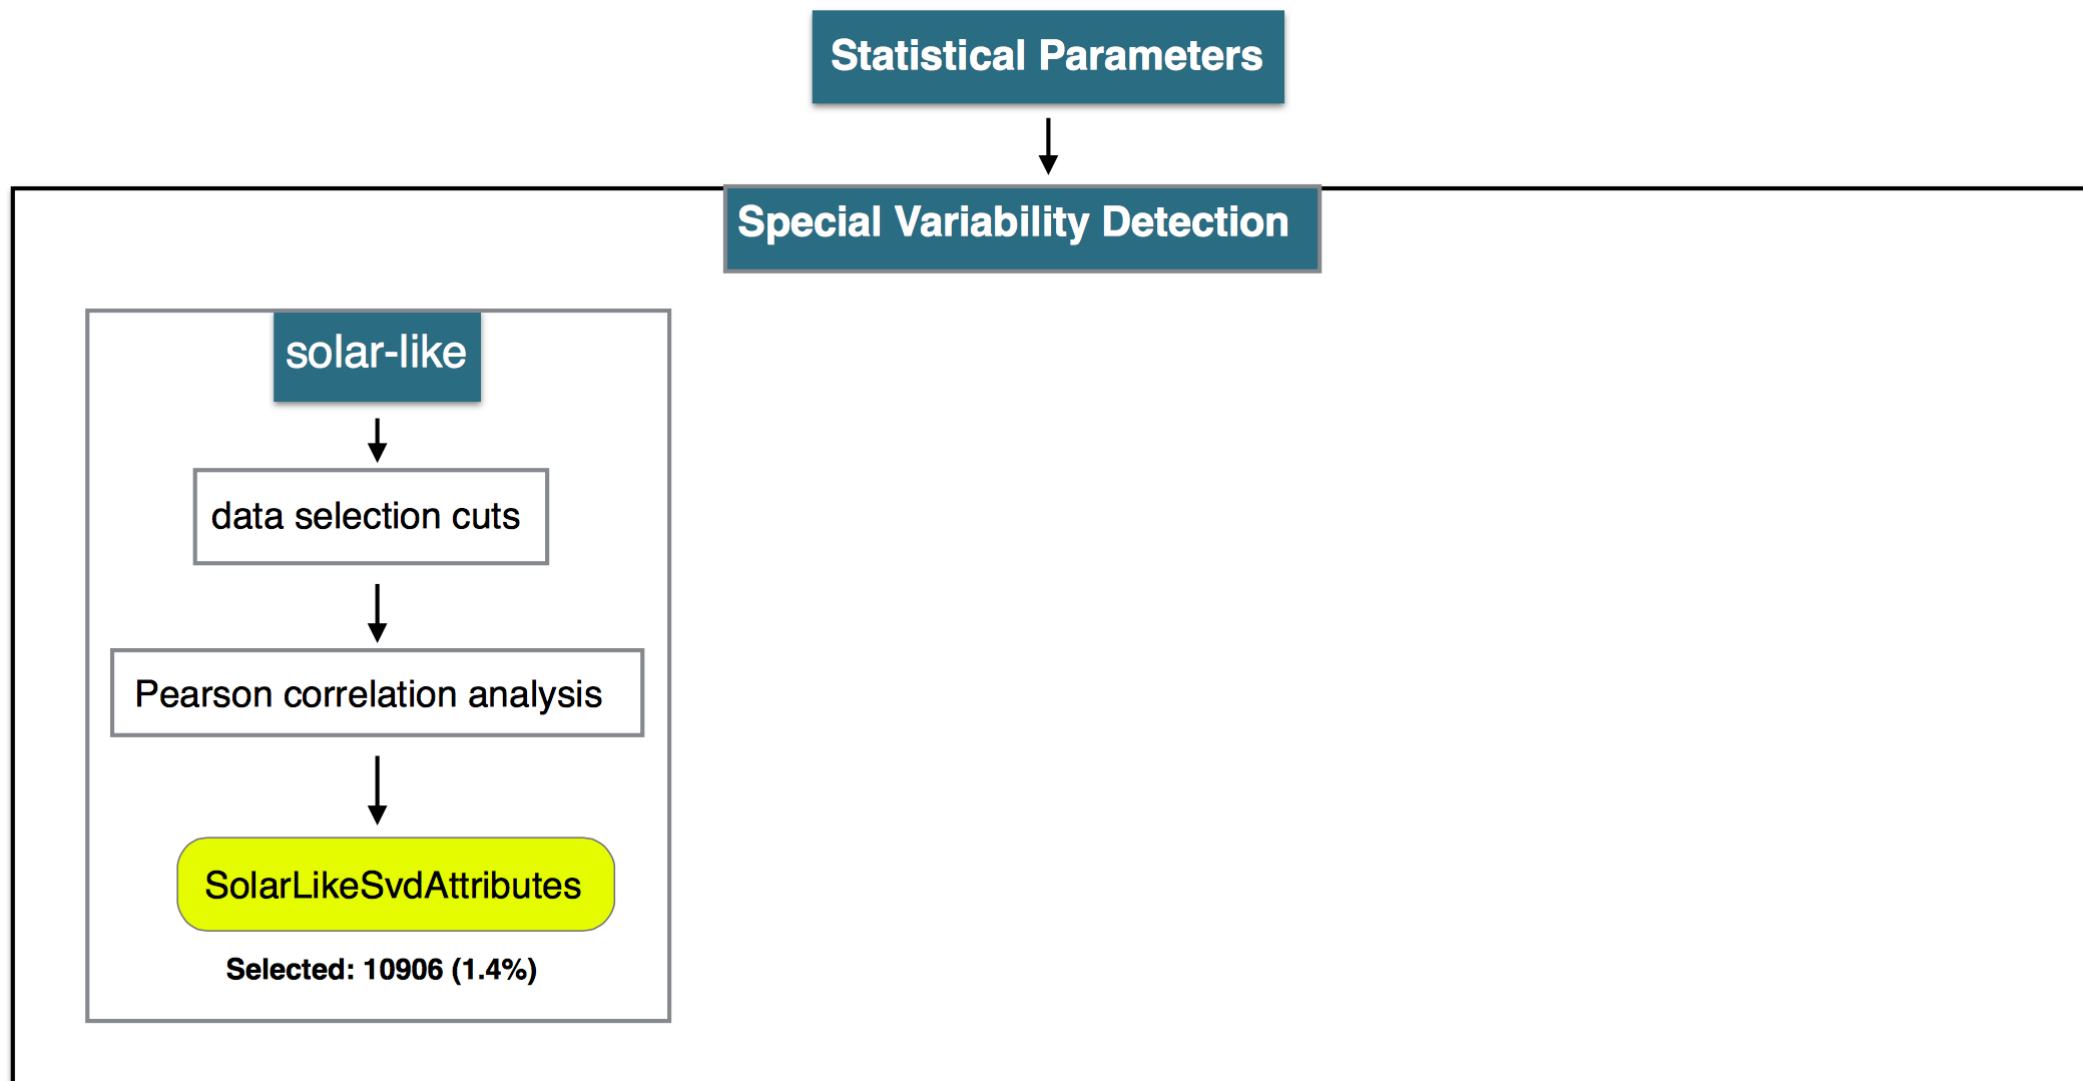 Statistical Parameters
Special Variability Detection
solar-like
data selection cuts
Pearson correlation analysis
SolarLikeSvdAttributes
Selected: 10906 (1.4%)